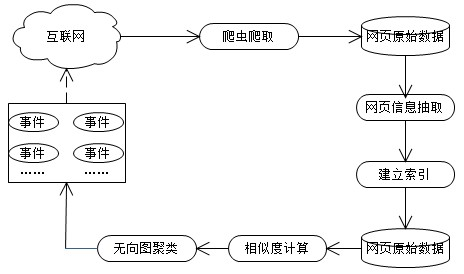 互联网
爬虫爬取
网页原始数据
网页信息抽取
建立索引
网页原始数据
相似度计算
无向图聚类
事件 事件
事件 事件
…… ……